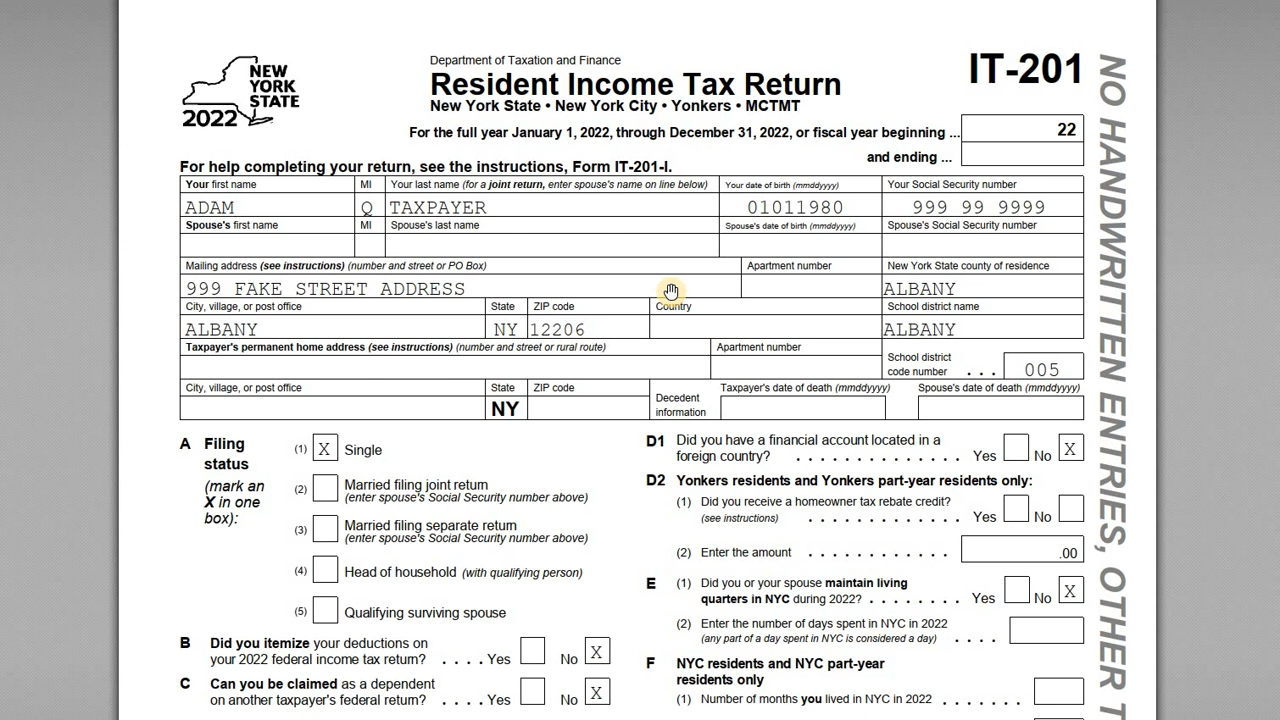 NEW
YORK
STATE
2022
Department of Taxation and Finance
Resident Income Tax Return
New York State • New York City • Yonkers • MCTMT
IT-201
For the full year January 1, 2022, through December 31, 2022, or fiscal year beginning ... 22
and ending ...
For help completing your return, see the instructions, Form IT-201-I.
Your first name MI Your last name (for a joint return, enter spouse's name on line below) Your date of birth (mmddyyyy) Your Social Security number
ADAM Q TAXPAYER 01011980 999 99 9999
Spouse's first name MI Spouse's last name Spouse's date of birth (mmddyyyy) Spouse's Social Security number
Mailing address (see instructions) (number and street or PO Box) Apartment number New York State county of residence
999 FAKE STREET ADDRESS ALBANY
City, village, or post office State ZIP code Country School district name
ALBANY NY 12206 ALBANY
Taxpayer's permanent home address (see instructions) (number and street or rural route) Apartment number
School district
code number . . . 005
City, village, or post office State ZIP code Taxpayer's date of death (mmddyyyy) Spouse's date of death (mmddyyyy)
NY
Decedent
information
A Filing
status
(mark an
X in one
box):
(1) X Single
(2) Married filing joint return
(enter spouse's Social Security number above)
(3) Married filing separate return
(enter spouse's Social Security number above)
(4) Head of household (with qualifying person)
(5) Qualifying surviving spouse
B Did you itemize your deductions on
your 2022 federal income tax return? . . . . Yes No X
C Can you be claimed as a dependent
on another taxpayer's federal return? . . . . Yes No X
D1 Did you have a financial account located in a
foreign country? . . . . . . . . . . . . . Yes No X
D2 Yonkers residents and Yonkers part-year residents only:
(1) Did you receive a homeowner tax rebate credit?
(see instructions) . . . . . . . . . . . . Yes No
(2) Enter the amount . . . . . . . . . . . . .00
E (1) Did you or your spouse maintain living
quarters in NYC during 2022? . . . . . . . . Yes No X
(2) Enter the number of days spent in NYC in 2022
(any part of a day spent in NYC is considered a day) . . . .
F NYC residents and NYC part-year
residents only
(1) Number of months you lived in NYC in 2022 . . . . . . .
NO HANDWRITTEN ENTRIES, OTHER T